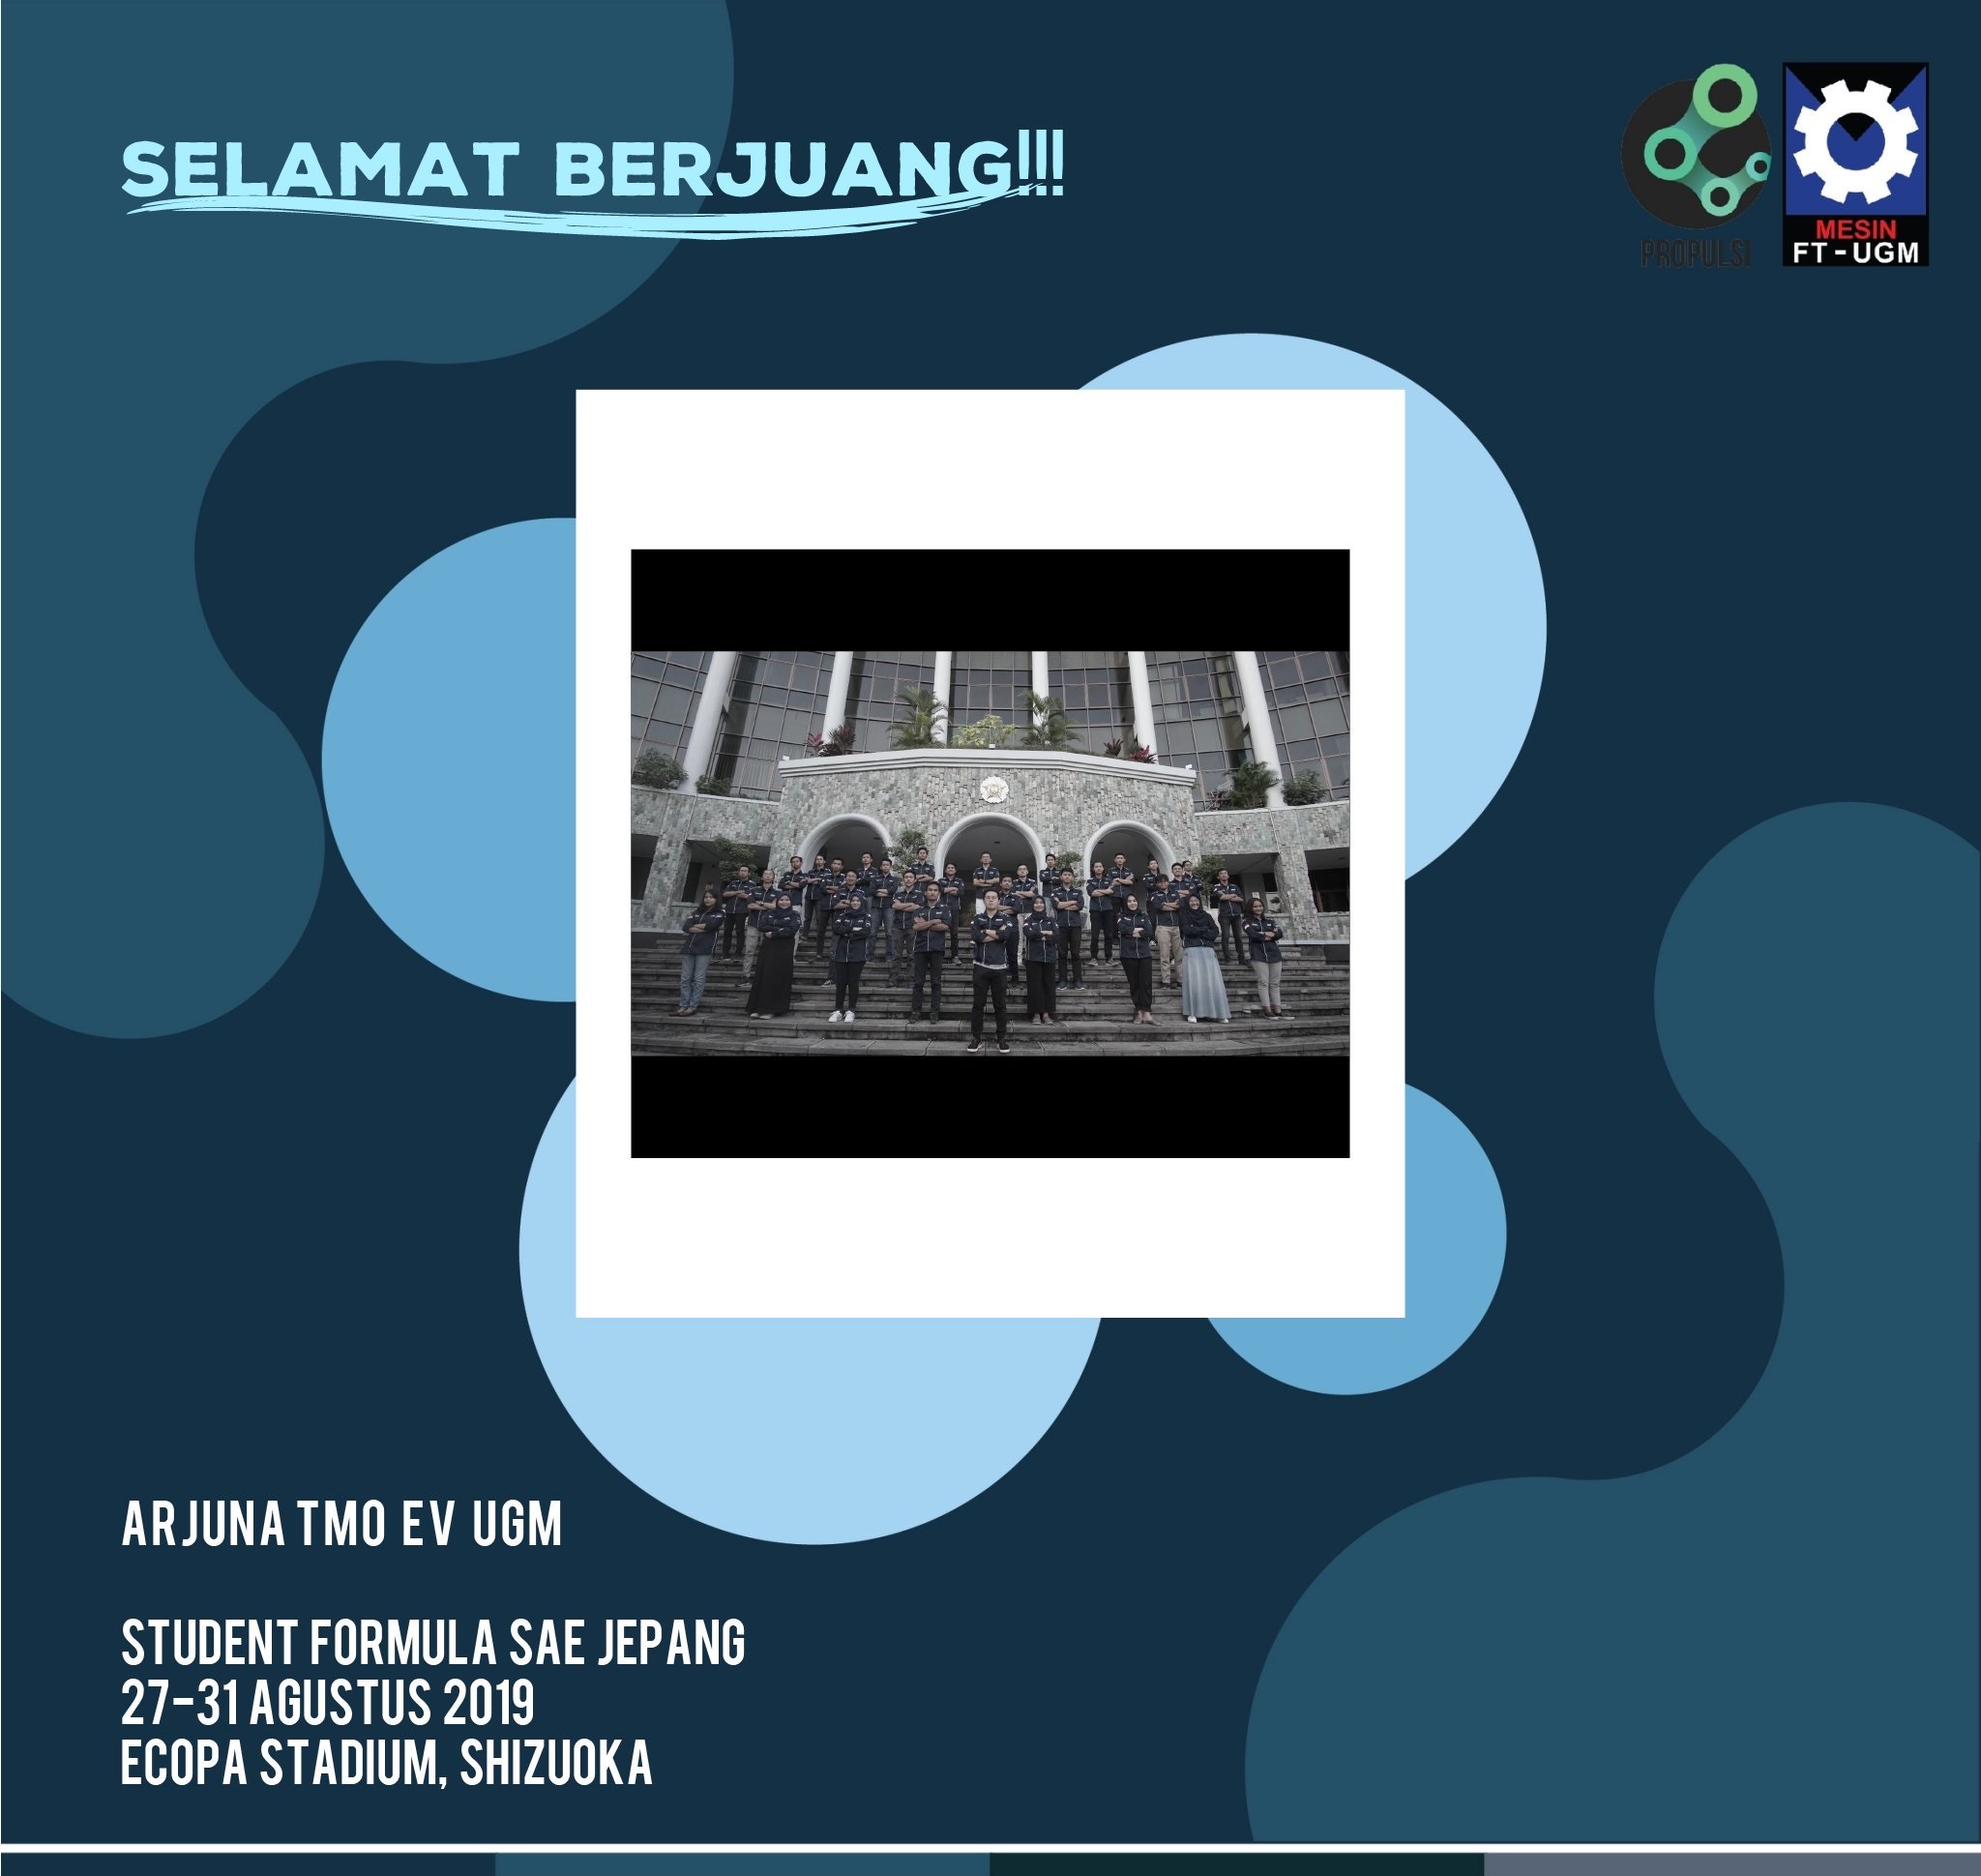 SELAMAT BERJUANG!!!
PROPULSI
MESIN
FT-UGM
ARJUNA TMO EV UGM
STUDENT FORMULA SAE JEPANG
27-31 AGUSTUS 2019
ECOPA STADIUM, SHIZUOKA